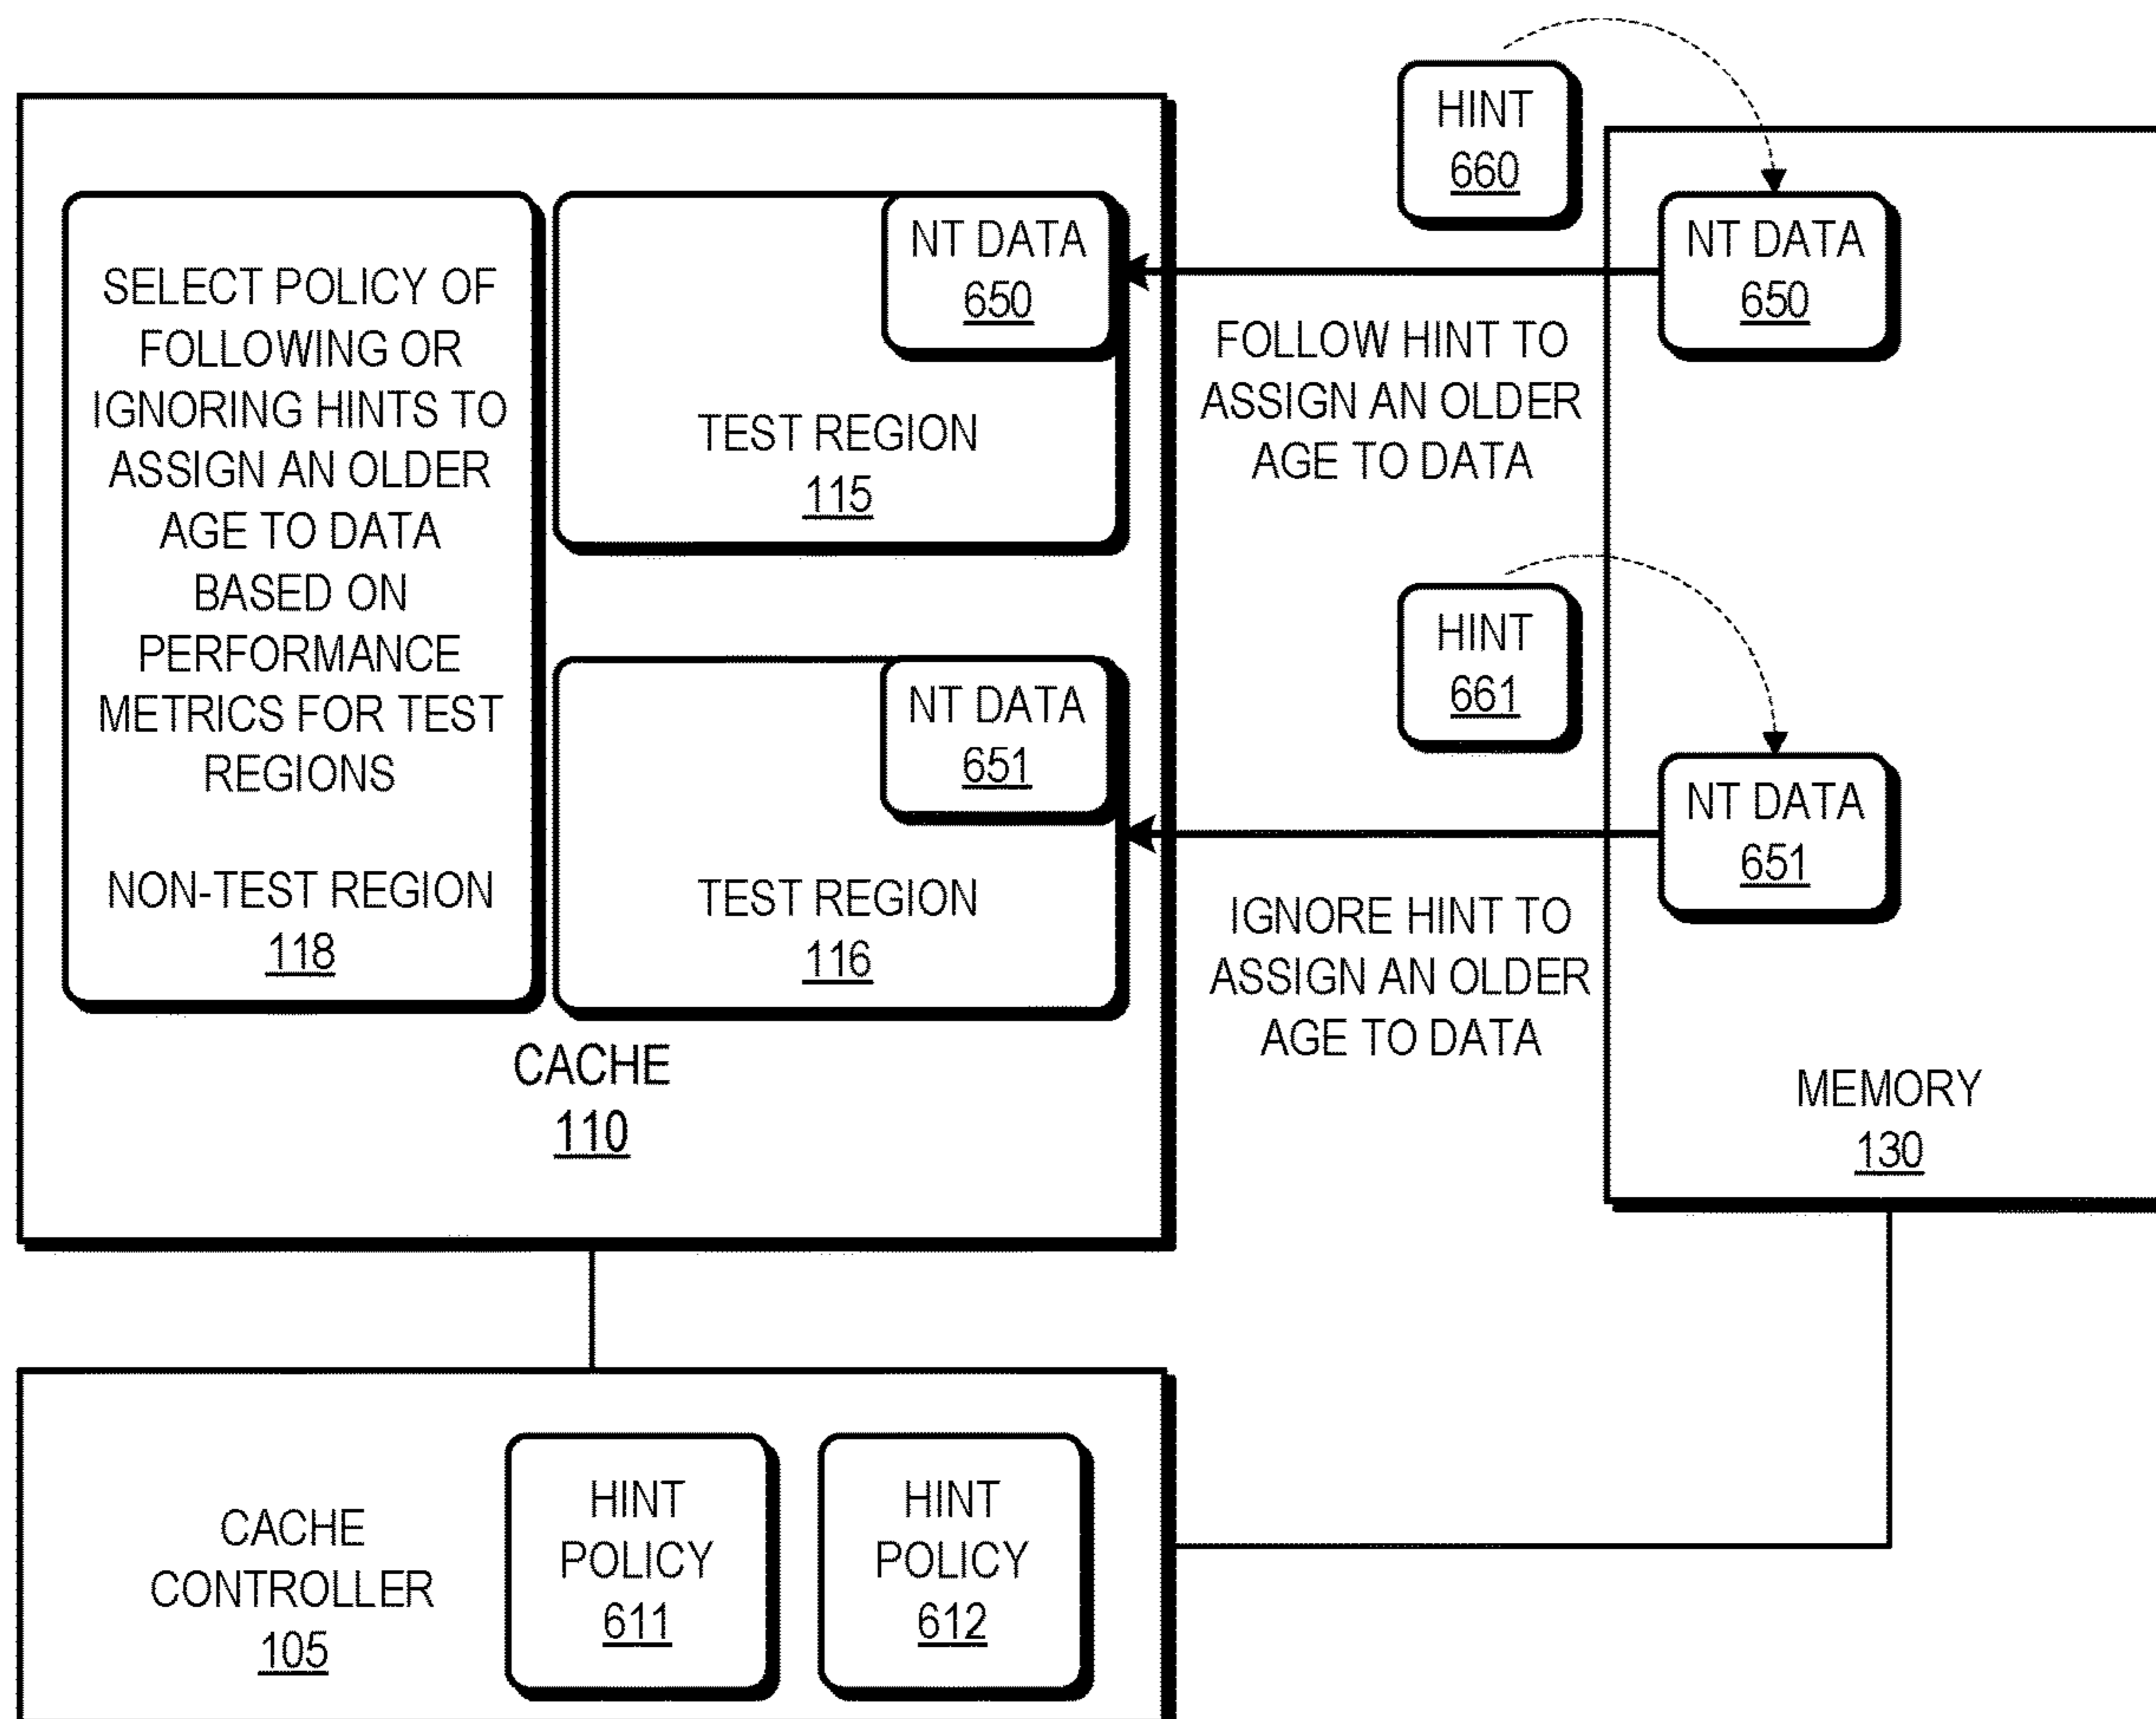 HINT
660
SELECT POLICY OF
FOLLOWING OR
IGNORING HINTS TO
ASSIGN AN OLDER
AGE TO DATA
BASED ON
PERFORMANCE
METRICS FOR TEST
REGIONS
NON-TEST REGION
118
NT DATA
650
TEST REGION
115
NT DATA
651
TEST REGION
116
CACHE
110
FOLLOW HINT TO
ASSIGN AN OLDER
AGE TO DATA
HINT
661
IGNORE HINT TO
ASSIGN AN OLDER
AGE TO DATA
NT DATA
650
NT DATA
651
MEMORY
130
CACHE
CONTROLLER
105
HINT
POLICY
611
HINT
POLICY
612